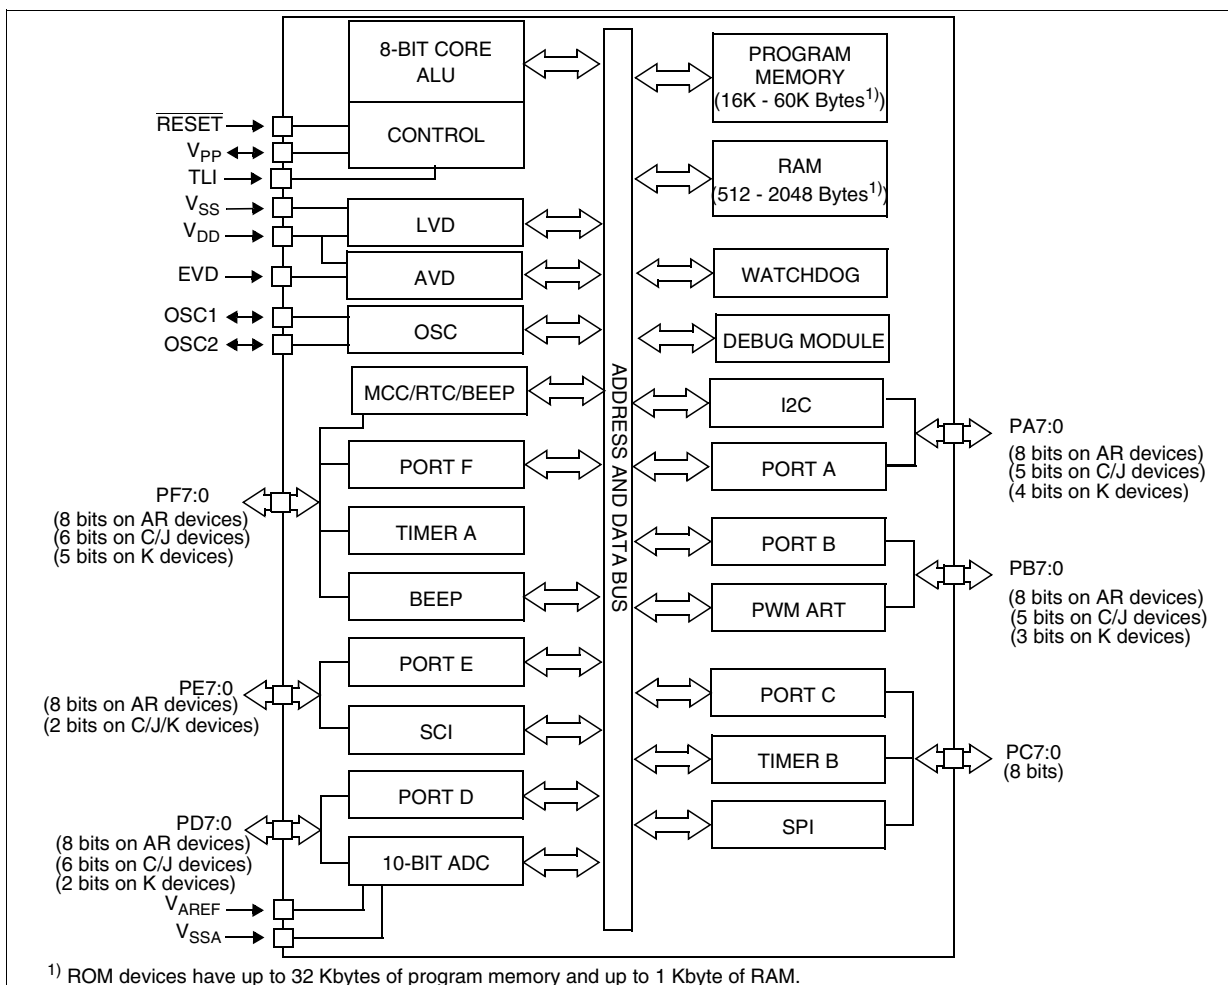 8-BIT CORE
ALU
CONTROL
RESET
VPP
TLI
VSS
VDD
EVD
OSC1
OSC2
LVD
AVD
OSC
MCC/RTC/BEEP
PORT F
TIMER A
BEEP
PF7:0
(8 bits on AR devices)
(6 bits on C/J devices)
(5 bits on K devices)
PORT E
SCI
PE7:0
(8 bits on AR devices)
(2 bits on C/J/K devices)
PORT D
10-BIT ADC
PD7:0
(8 bits on AR devices)
(6 bits on C/J devices)
(2 bits on K devices)
VAREF
VSSA
ADDRESS AND DATA BUS
PROGRAM
MEMORY
(16K - 60K Bytes1))
RAM
(512 - 2048 Bytes1))
WATCHDOG
DEBUG MODULE
I2C
PORT A
PA7:0
(8 bits on AR devices)
(5 bits on C/J devices)
(4 bits on K devices)
PORT B
PWM ART
PB7:0
(8 bits on AR devices)
(5 bits on C/J devices)
(3 bits on K devices)
PORT C
TIMER B
SPI
PC7:0
(8 bits)
1) ROM devices have up to 32 Kbytes of program memory and up to 1 Kbyte of RAM.